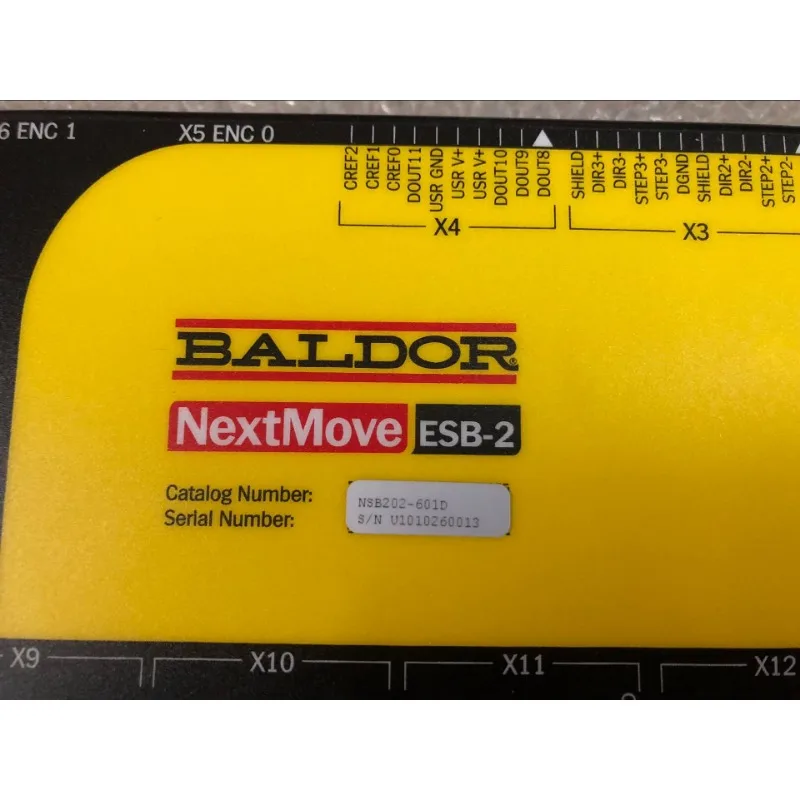 6 ENC 1
X5 ENC 0
CREF2
CREF1
CREF0
DOUT11
USR GND
USR V+
USR V+
DOUT10
DOUT9
DOUT8
X4
SHIELD
DIR3+
DIR3-
STEP3+
STEP3-
DGND
SHIELD
DIR2+
DIR2-
STEP2+
STEP2-
X3
BALDOR®
NextMove ESB-2
Catalog Number: NSB202-601D
Serial Number: S/N U1010260013
X9
X10
X11
X12